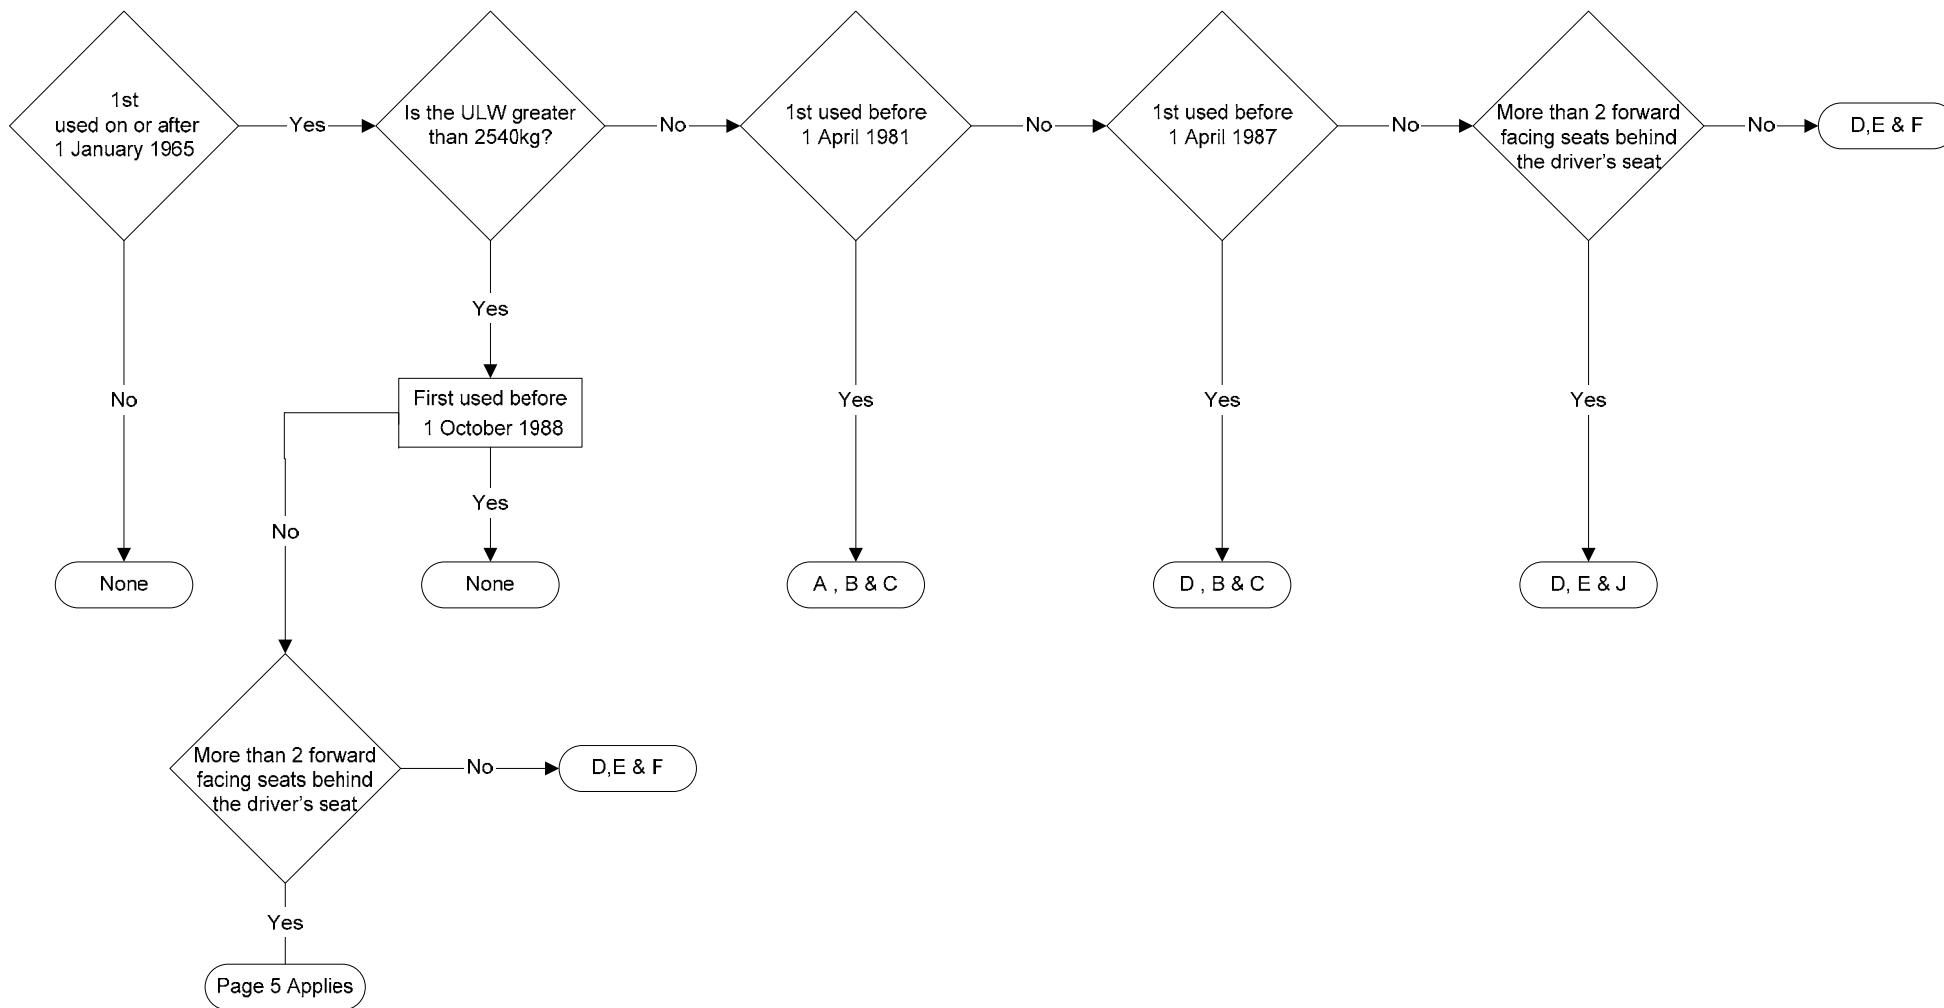 1st
used on or after
1 January 1965
Yes
Is the ULW greater
than 2540kg?
No
1st used before
1 April 1981
No
1st used before
1 April 1987
No
More than 2 forward
facing seats behind
the driver's seat
No
D,E & F
Yes
First used before
1 October 1988
No
Yes
Yes
Yes
Yes
No
None
None
A , B & C
D , B & C
D, E & J
More than 2 forward
facing seats behind
the driver's seat
No
D,E & F
Yes
Page 5 Applies